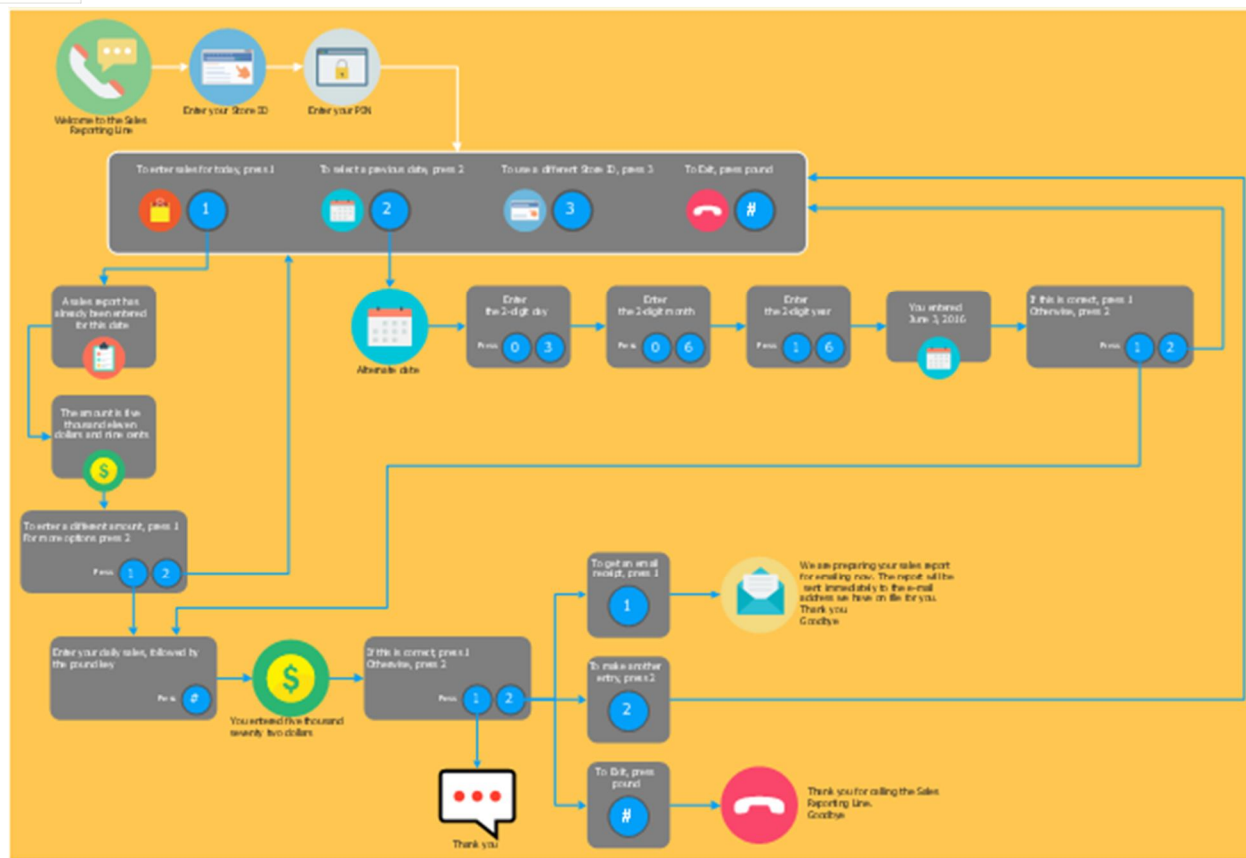 Welcome to the Sales
Reporting Line
Enter your Store ID
Enter your PIN
To enter sales for today, press 1
To select a previous date, press 2
To use a different Store ID, press 3
To Exit, press pound
1
2
3
#
A sales report has
already been entered
for this date
Alternate date
Enter
the 2-digit day
Press 0 3
Enter
the 2-digit month
Press 0 6
Enter
the 2-digit year
Press 1 6
You entered
June 3, 2016
If this is correct, press 1
Otherwise, press 2
Press 1 2
The amount is five
thousand eleven
dollars and nine cents
$
To enter a different amount, press 1
For more options press 2
Press 1 2
Enter your daily sales, followed by
the pound key
Press #
$
You entered five thousand
seventy two dollars
If this is correct, press 1
Otherwise, press 2
Press 1 2
Thank you
To get an email
receipt, press 1
1
We are preparing your sales report
for emailing now. The report will be
sent immediately to the e-mail
address we have on file for you.
Thank you
Goodbye
To make another
entry, press 2
2
To Exit, press
pound
#
Thank you for calling the Sales
Reporting Line.
Goodbye